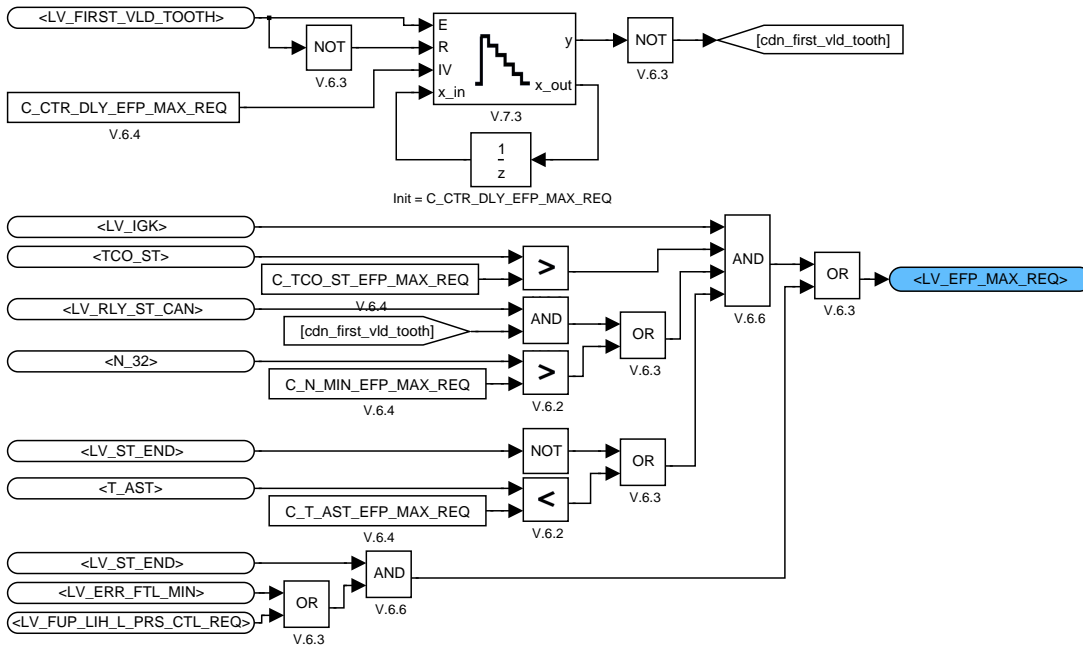 <LV_FIRST_VLD_TOOTH>
E
R
IV
x_in
y
x_out
NOT
V.6.3
NOT
V.6.3
[cdn_first_vld_tooth]
C_CTR_DLY_EFP_MAX_REQ
V.6.4
V.7.3
1
z
Init = C_CTR_DLY_EFP_MAX_REQ
<LV_IGK>
<TCO_ST>
C_TCO_ST_EFP_MAX_REQ
V.6.4
>
AND
V.6.6
OR
V.6.3
<LV_EFP_MAX_REQ>
<LV_RLY_ST_CAN>
[cdn_first_vld_tooth]
AND
OR
V.6.3
<N_32>
C_N_MIN_EFP_MAX_REQ
V.6.4
>
V.6.2
<LV_ST_END>
NOT
OR
V.6.3
<T_AST>
C_T_AST_EFP_MAX_REQ
V.6.4
<
V.6.2
<LV_ST_END>
AND
V.6.6
<LV_ERR_FTL_MIN>
OR
V.6.3
<LV_FUP_LIH_L_PRS_CTL_REQ>